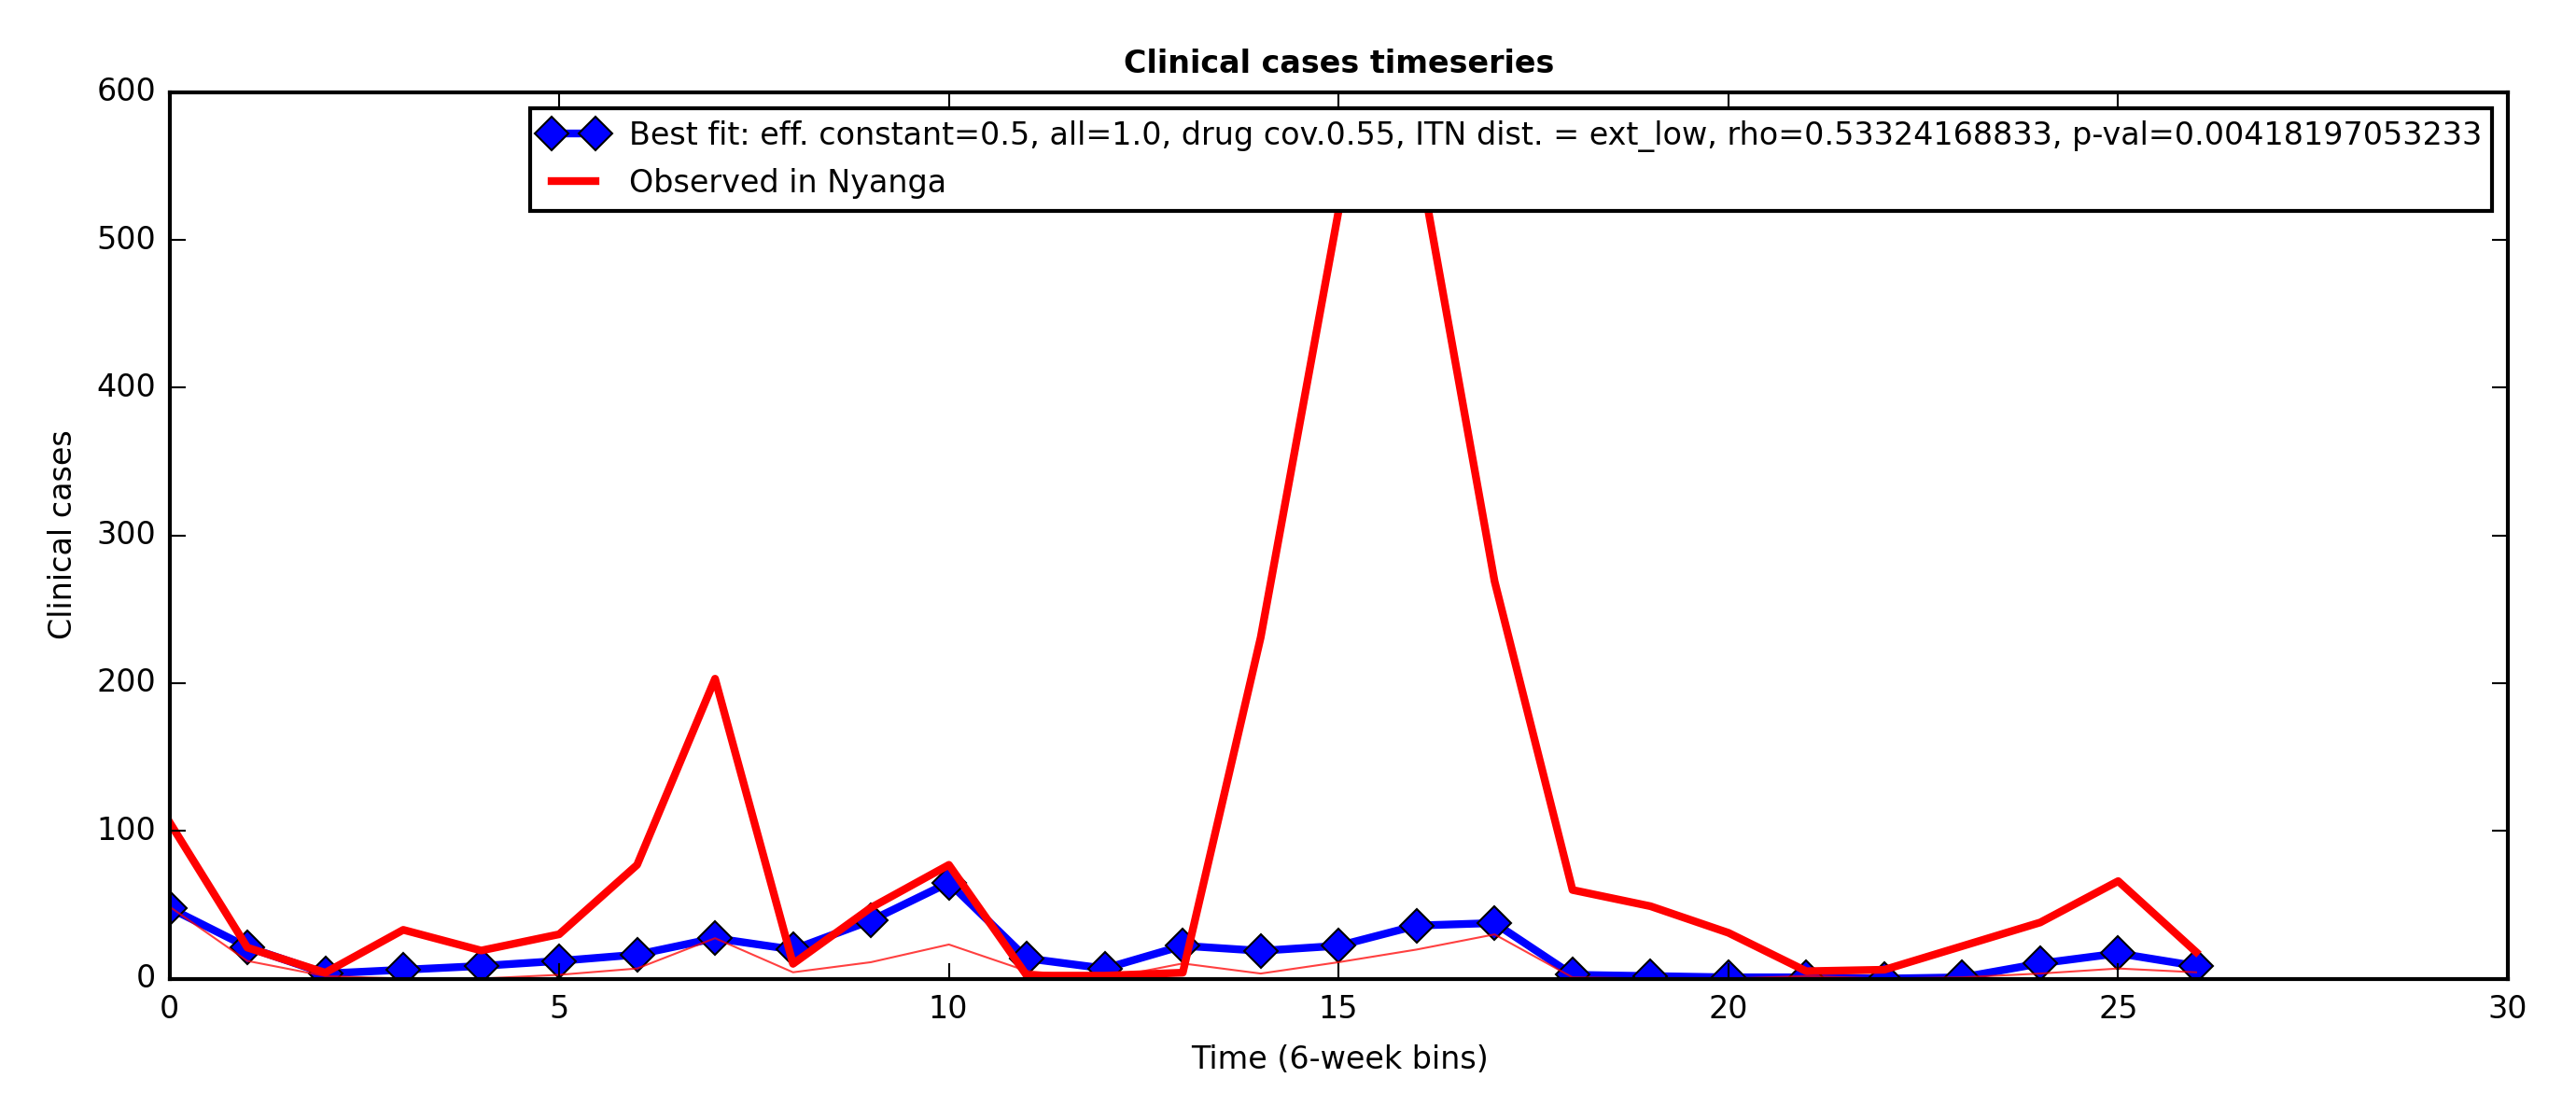 Clinical cases timeseries
600
500
400
300
200
100
0
Clinical cases
Best fit: eff. constant=0.5, all=1.0, drug cov.0.55, ITN dist. = ext_low, rho=0.53324168833, p-val=0.00418197053233
Observed in Nyanga
0 5 10 15 20 25 30
Time (6-week bins)